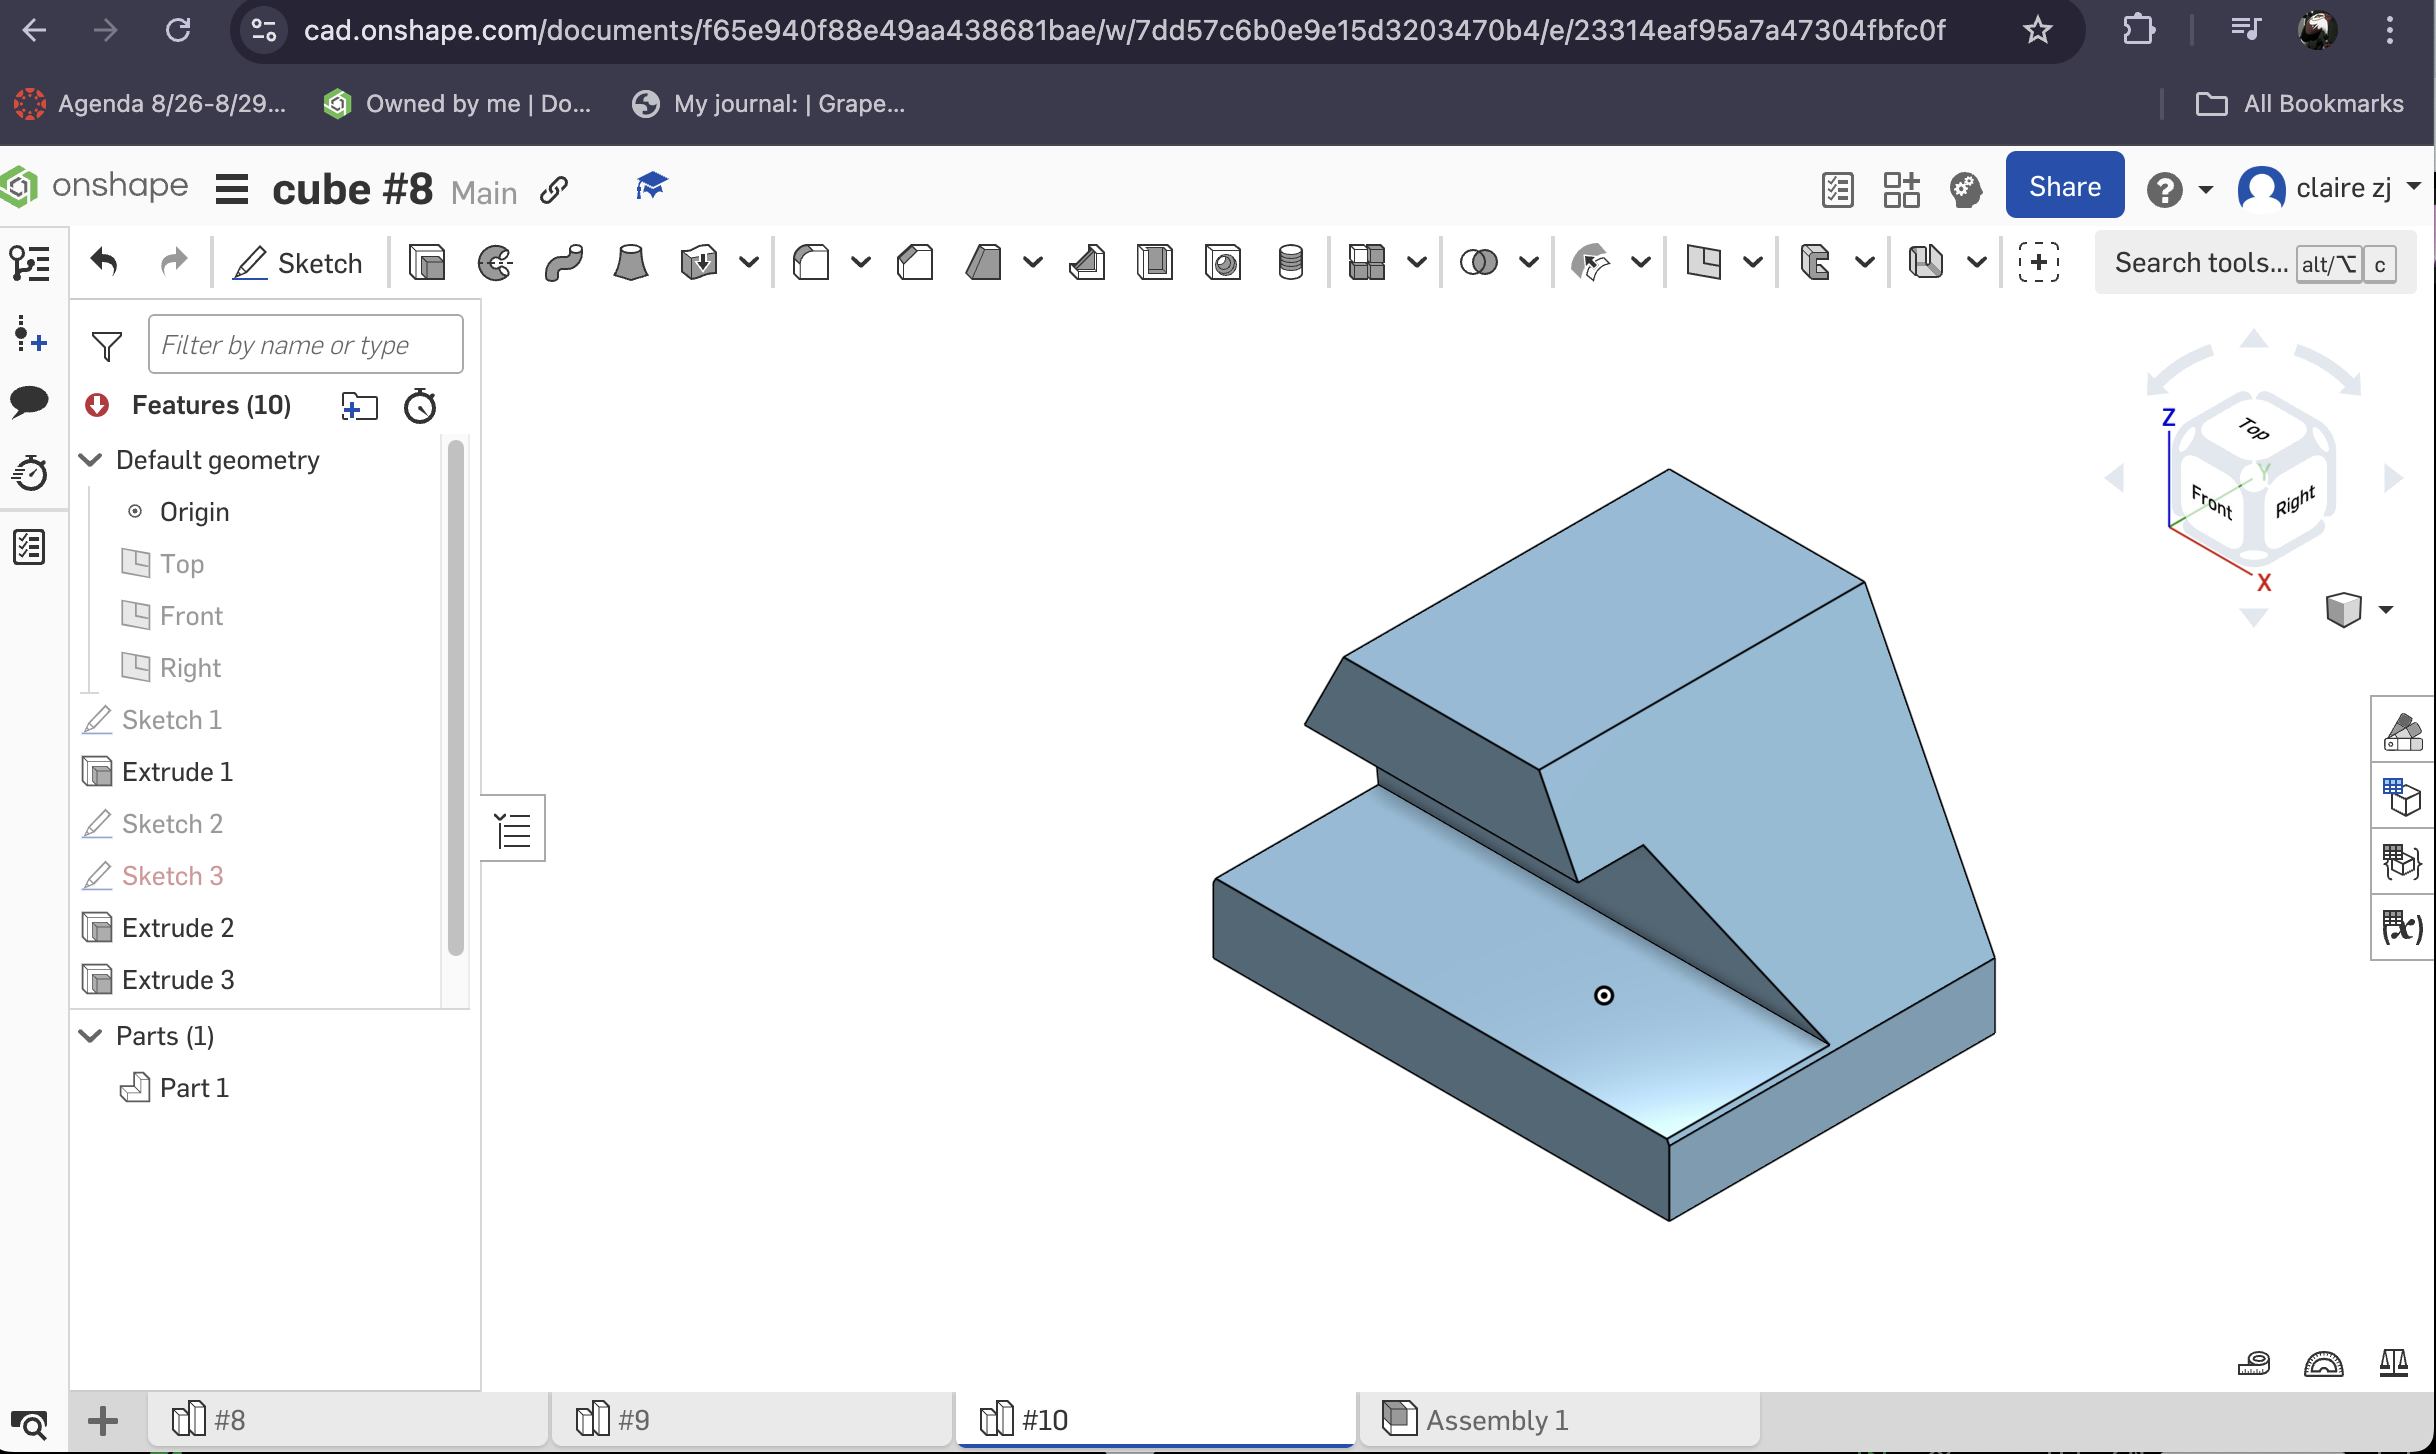 cad.onshape.com/documents/f65e940f88e49aa438681bae/w/7dd57c6b0e9e15d3203470b4/e/23314eaf95a7a47304fbfc0f
Agenda 8/26-8/29... Owned by me | Do... My journal: | Grape... All Bookmarks
onshape cube #8 Main Share claire zj
Sketch Search tools... alt/⌥ c
Filter by name or type
Features (10)
Default geometry
Origin
Top
Front
Right
Sketch 1
Extrude 1
Sketch 2
Sketch 3
Extrude 2
Extrude 3
Parts (1)
Part 1
Z
Top
Y
Front
Right
X
(x)
#8 #9 #10 Assembly 1